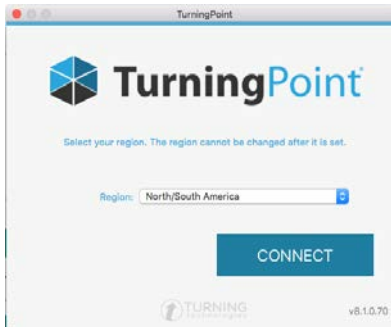 TurningPoint
TurningPoint
Select your region. The region cannot be changed after it is set.
Region: North/South America
CONNECT
TURNING
technologies
v8.1.0.70